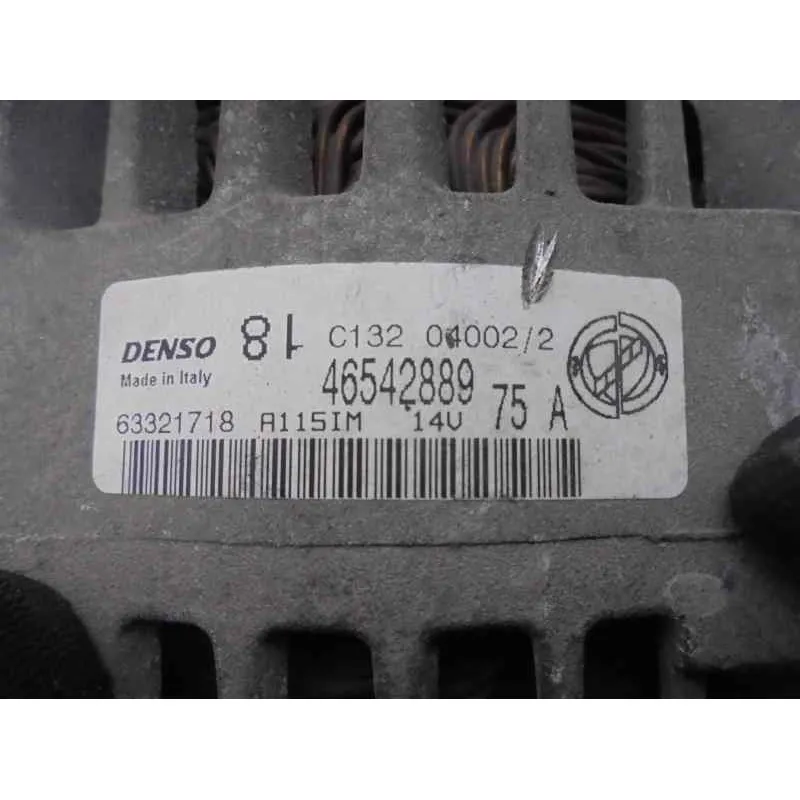 DENSO 81 C132 04002/2
Made in Italy 46542889
63321718 A115IM 14V 75 A